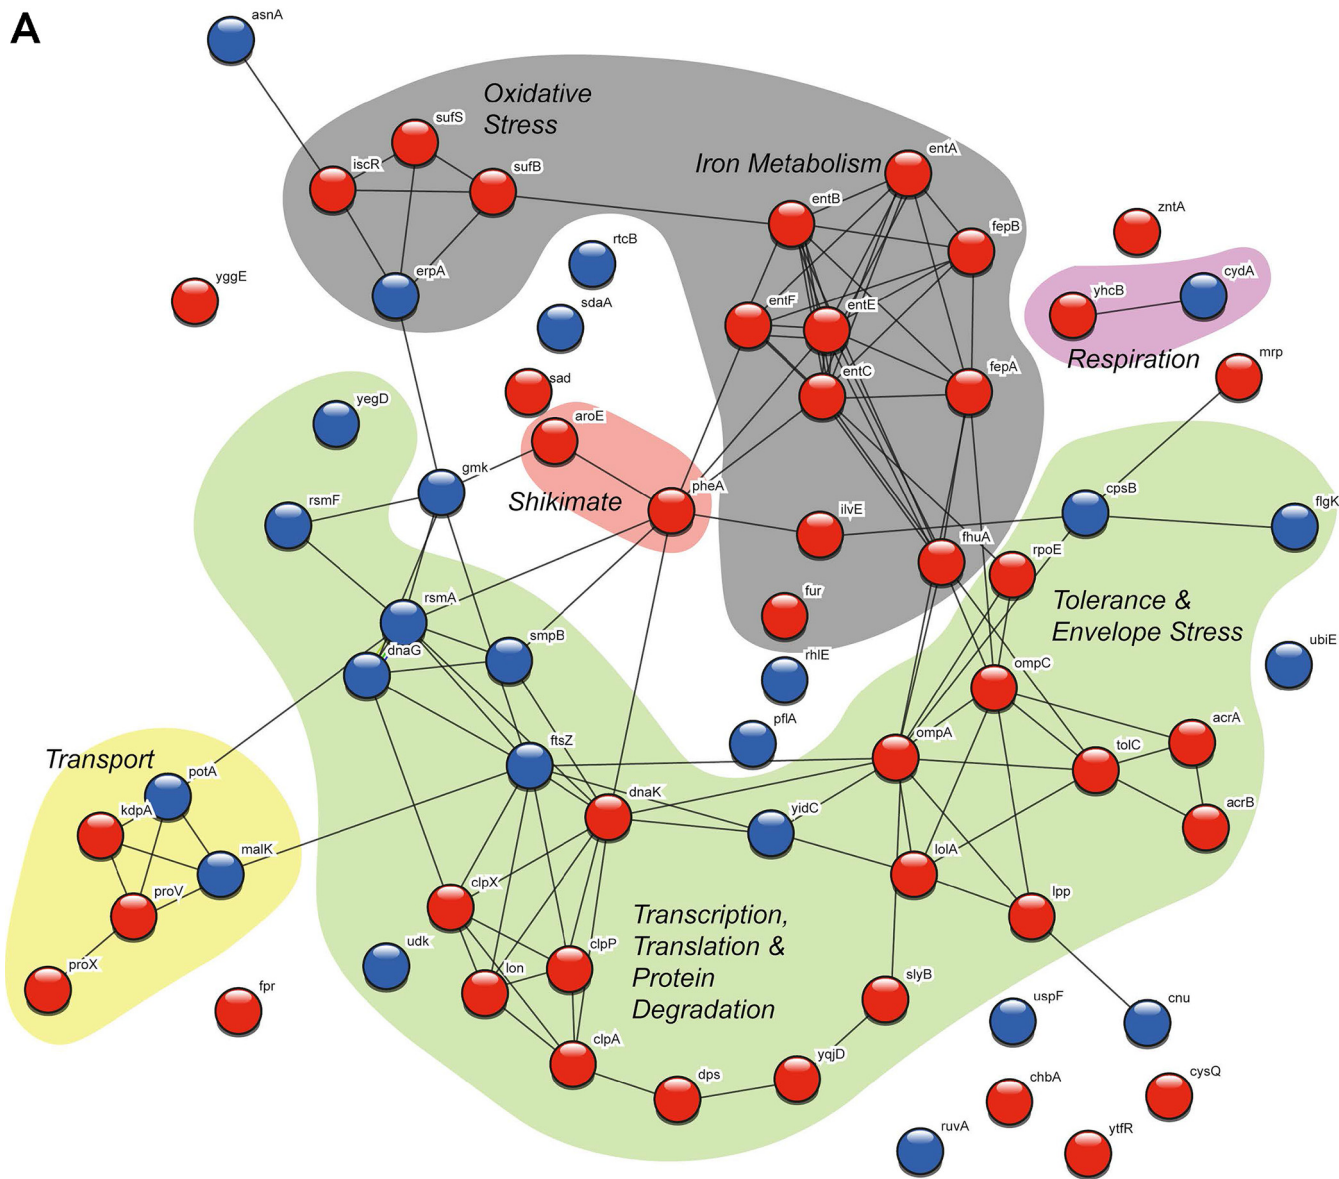 A
asnA
Oxidative
Stress
sufS
iscR
sufB
Iron Metabolism
entA
entB
fepB
zntA
rtcB
erpA
yggE
cydA
yhcB
sdaA
entF
entE
Respiration
mrp
sad
entC
fepA
yegD
aroE
gmk
Shikimate
pheA
rsmF
ilvE
cpsB
flgK
fhuA
rpoE
fur
Tolerance &
Envelope Stress
rsmA
smpB
dnaG
rhlE
ubiE
ompC
pflA
acrA
Transport
potA
ftsZ
ompA
tolC
kdpA
dnaK
yidC
acrB
malK
lolA
proV
clpX
lpp
Transcription,
Translation &
Protein
Degradation
udk
clpP
lon
proX
fpr
slyB
uspF
cnu
clpA
yqjD
dps
chbA
cysQ
ruvA
ytfR